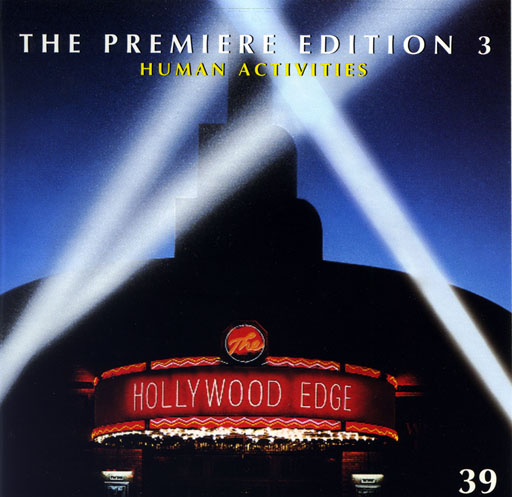 THE PREMIERE EDITION 3
HUMAN ACTIVITIES
The
HOLLYWOOD EDGE
39